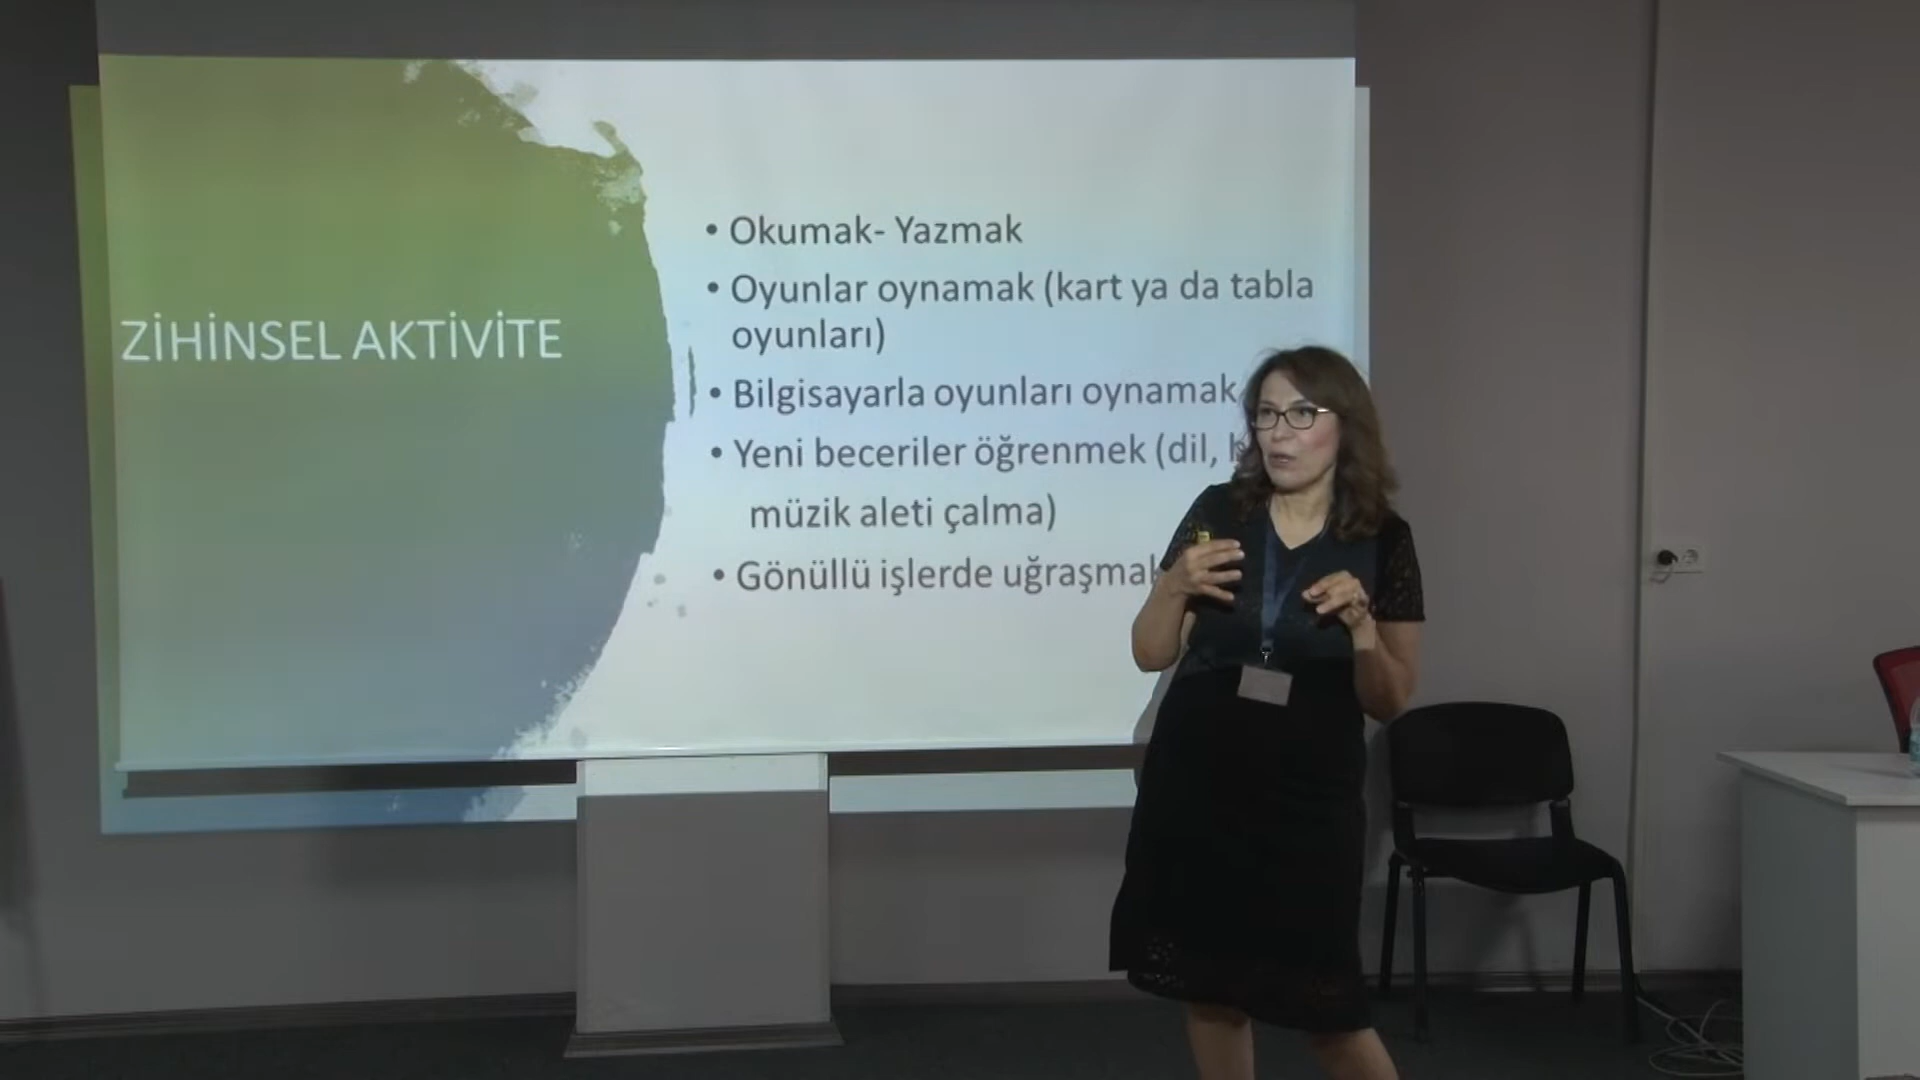 ZİHİNSEL AKTİVİTE
• Okumak- Yazmak
• Oyunlar oynamak (kart ya da tabla
oyunları)
• Bilgisayarla oyunları oynamak
• Yeni beceriler öğrenmek (dil,
müzik aleti çalma)
• Gönüllü işlerde